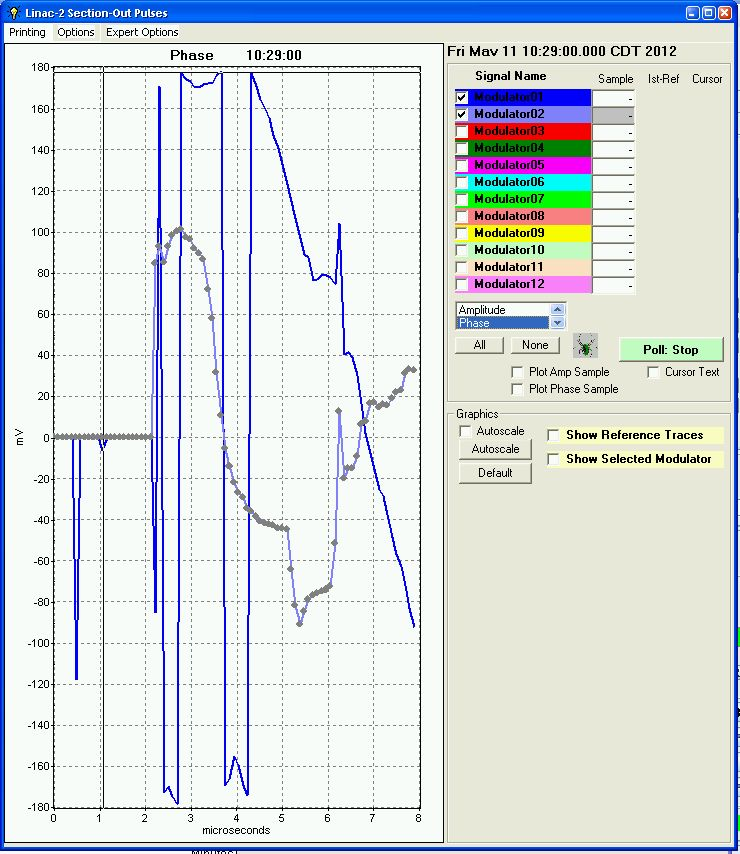 Linac-2 Section-Out Pulses
Printing Options Expert Options
Phase 10:29:00
180
160
140
120
100
80
60
40
20
0
-20
-40
-60
-80
-100
-120
-140
-160
-180
mV
0 1 2 3 4 5 6 7 8
microseconds
Fri May 11 10:29:00.000 CDT 2012
Signal Name Sample Ist-Ref Cursor
Modulator01 -
Modulator02 -
Modulator03 -
Modulator04 -
Modulator05 -
Modulator06 -
Modulator07 -
Modulator08 -
Modulator09 -
Modulator10 -
Modulator11 -
Modulator12 -
Amplitude
Phase
All None Poll: Stop
Plot Amp Sample Cursor Text
Plot Phase Sample
Graphics
Autoscale Show Reference Traces
Autoscale
Show Selected Modulator
Default